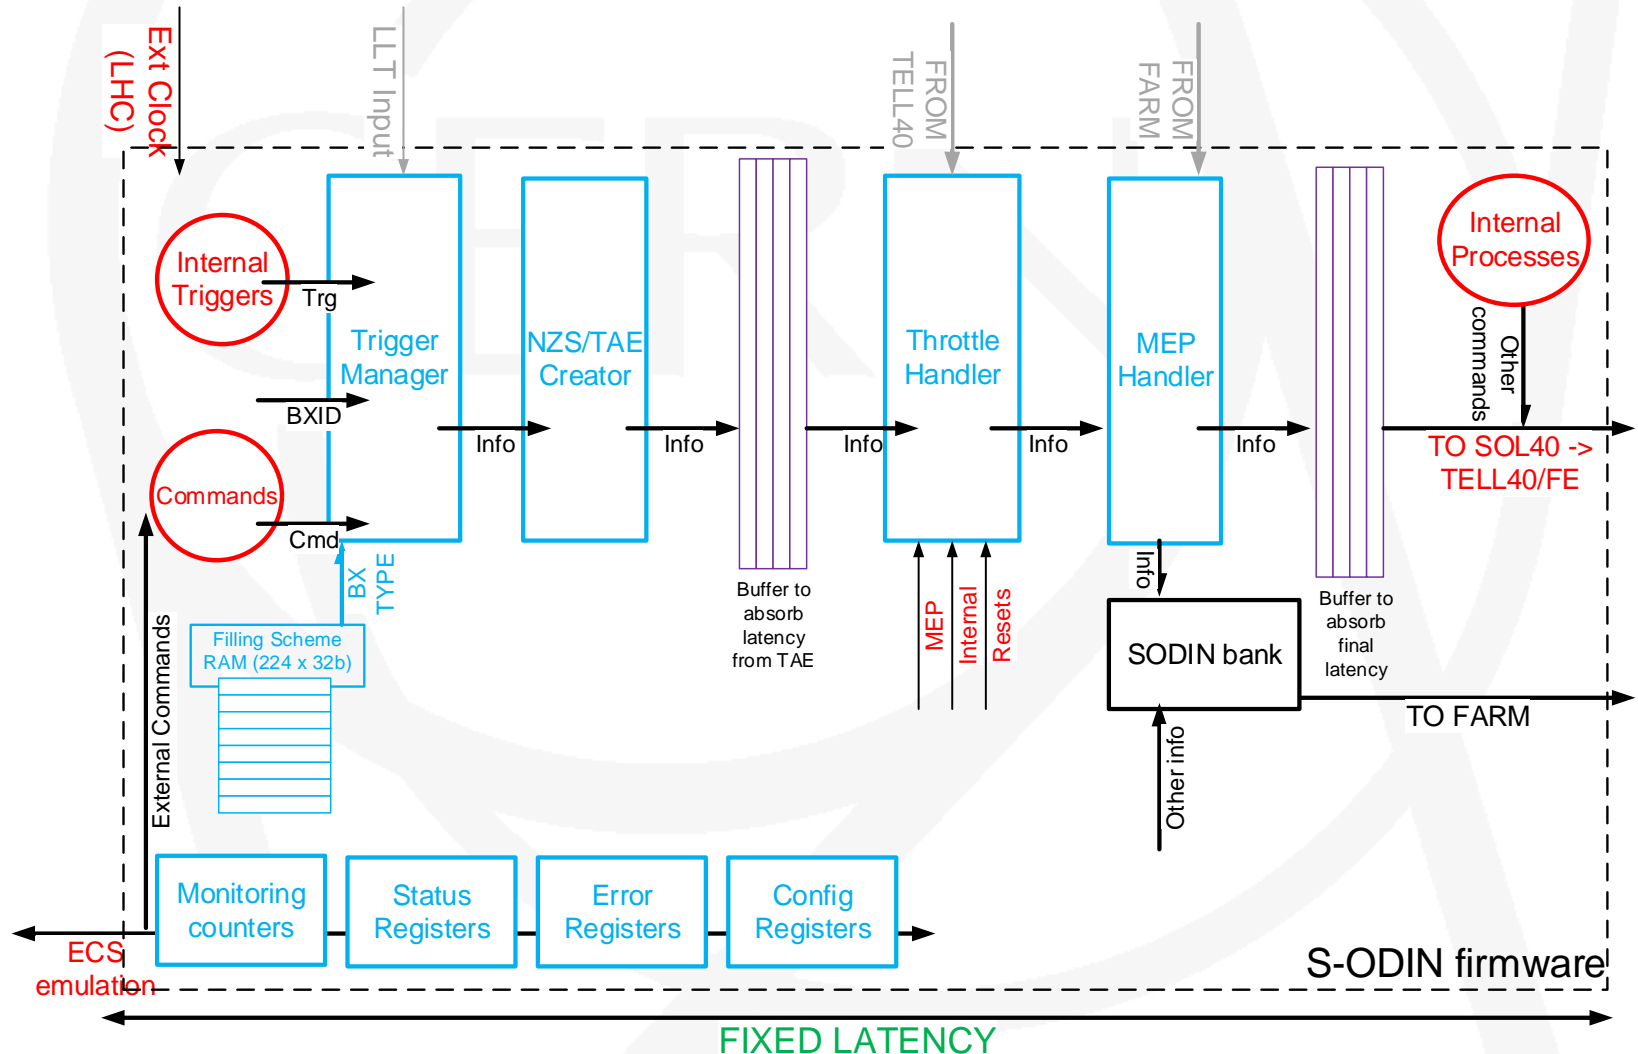 Ext Clock
(LHC)
LLT Input
FROM
TELL40
FROM
FARM
CERN
Internal
Triggers
Trg
BXID
Commands
Cmd
BX
TYPE
Filling Scheme
RAM (224 x 32b)
External Commands
Trigger
Manager
Info
NZS/TAE
Creator
Info
Buffer to
absorb
latency
from TAE
Info
Throttle
Handler
MEP
Internal
Resets
Info
MEP
Handler
Info
Info
SODIN bank
Other info
Buffer to
absorb
final
latency
Internal
Processes
Other
commands
TO SOL40 ->
TELL40/FE
TO FARM
Monitoring
counters
Status
Registers
Error
Registers
Config
Registers
ECS
emulation
S-ODIN firmware
FIXED LATENCY